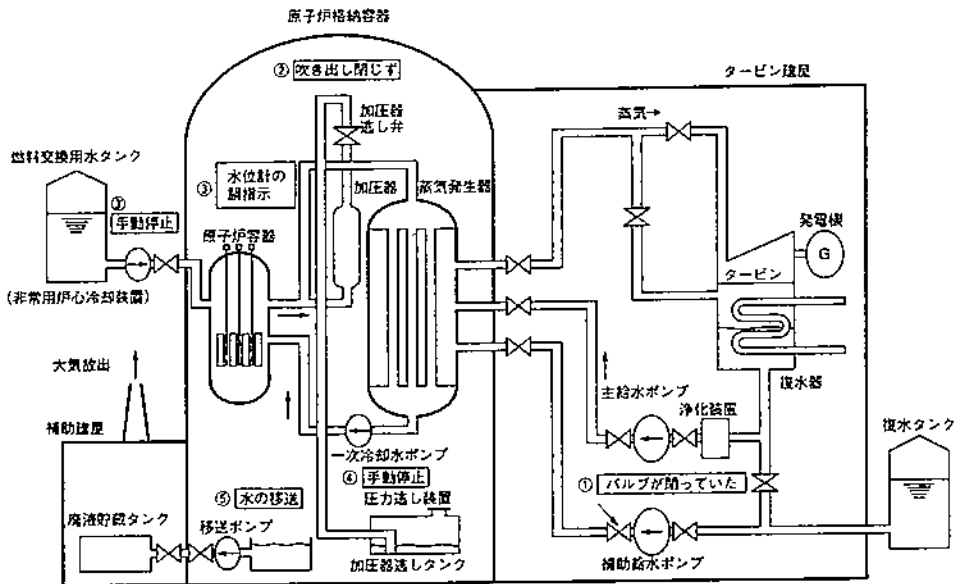 原子炉格納容器
② 吹き出し閉じず
タービン建屋
加圧器
逃し弁
蒸気→
燃料交換用水タンク
③ 水位計の
誤指示
加圧器
蒸気発生器
手動停止
原子炉容器
発電機
G
タービン
(非常用炉心冷却装置)
大気放出
復水器
主給水ポンプ
浄化装置
補助建屋
復水タンク
一次冷却水ポンプ
④ 手動停止
① バルブが閉っていた
⑤ 水の移送
圧力逃し装置
廃液貯蔵タンク
移送ポンプ
加圧器逃しタンク
補助給水ポンプ